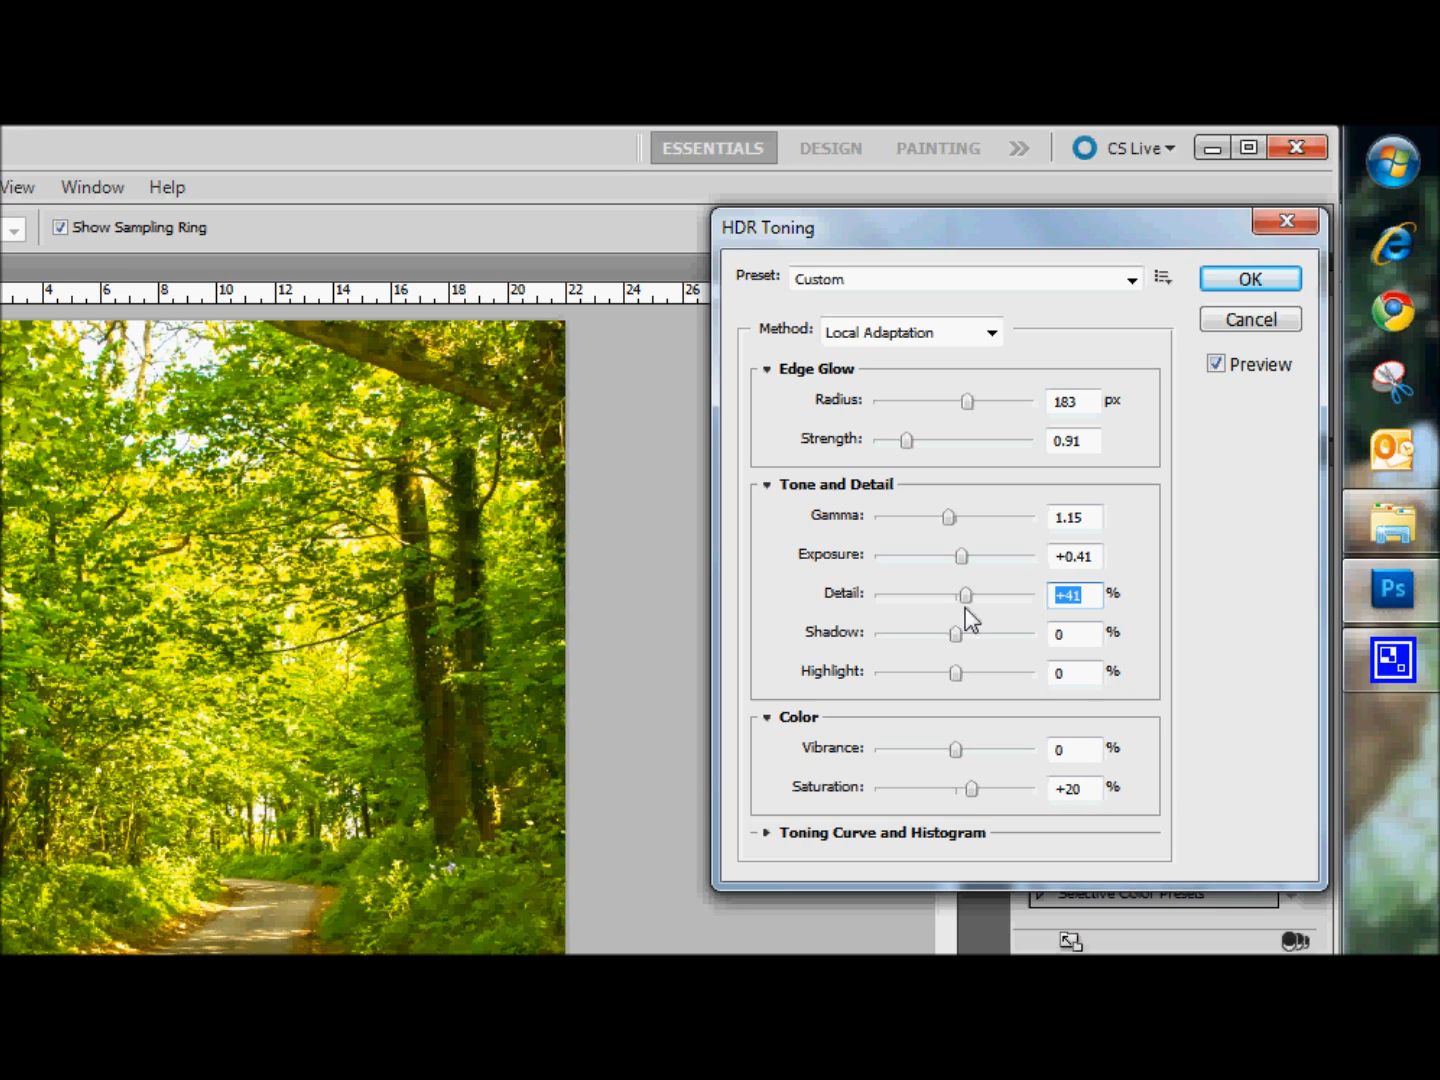 ESSENTIALS DESIGN PAINTING CS Live
View Window Help
Show Sampling Ring
4 6 8 10 12 14 16 18 20 22 24 26
HDR Toning
Preset: Custom
OK
Method: Local Adaptation
Cancel
Preview
Edge Glow
Radius: 183 px
Strength: 0.91
Tone and Detail
Gamma: 1.15
Exposure: +0.41
Detail: +41 %
Shadow: 0 %
Highlight: 0 %
Color
Vibrance: 0 %
Saturation: +20 %
Toning Curve and Histogram
Selective Color Presets
Ps